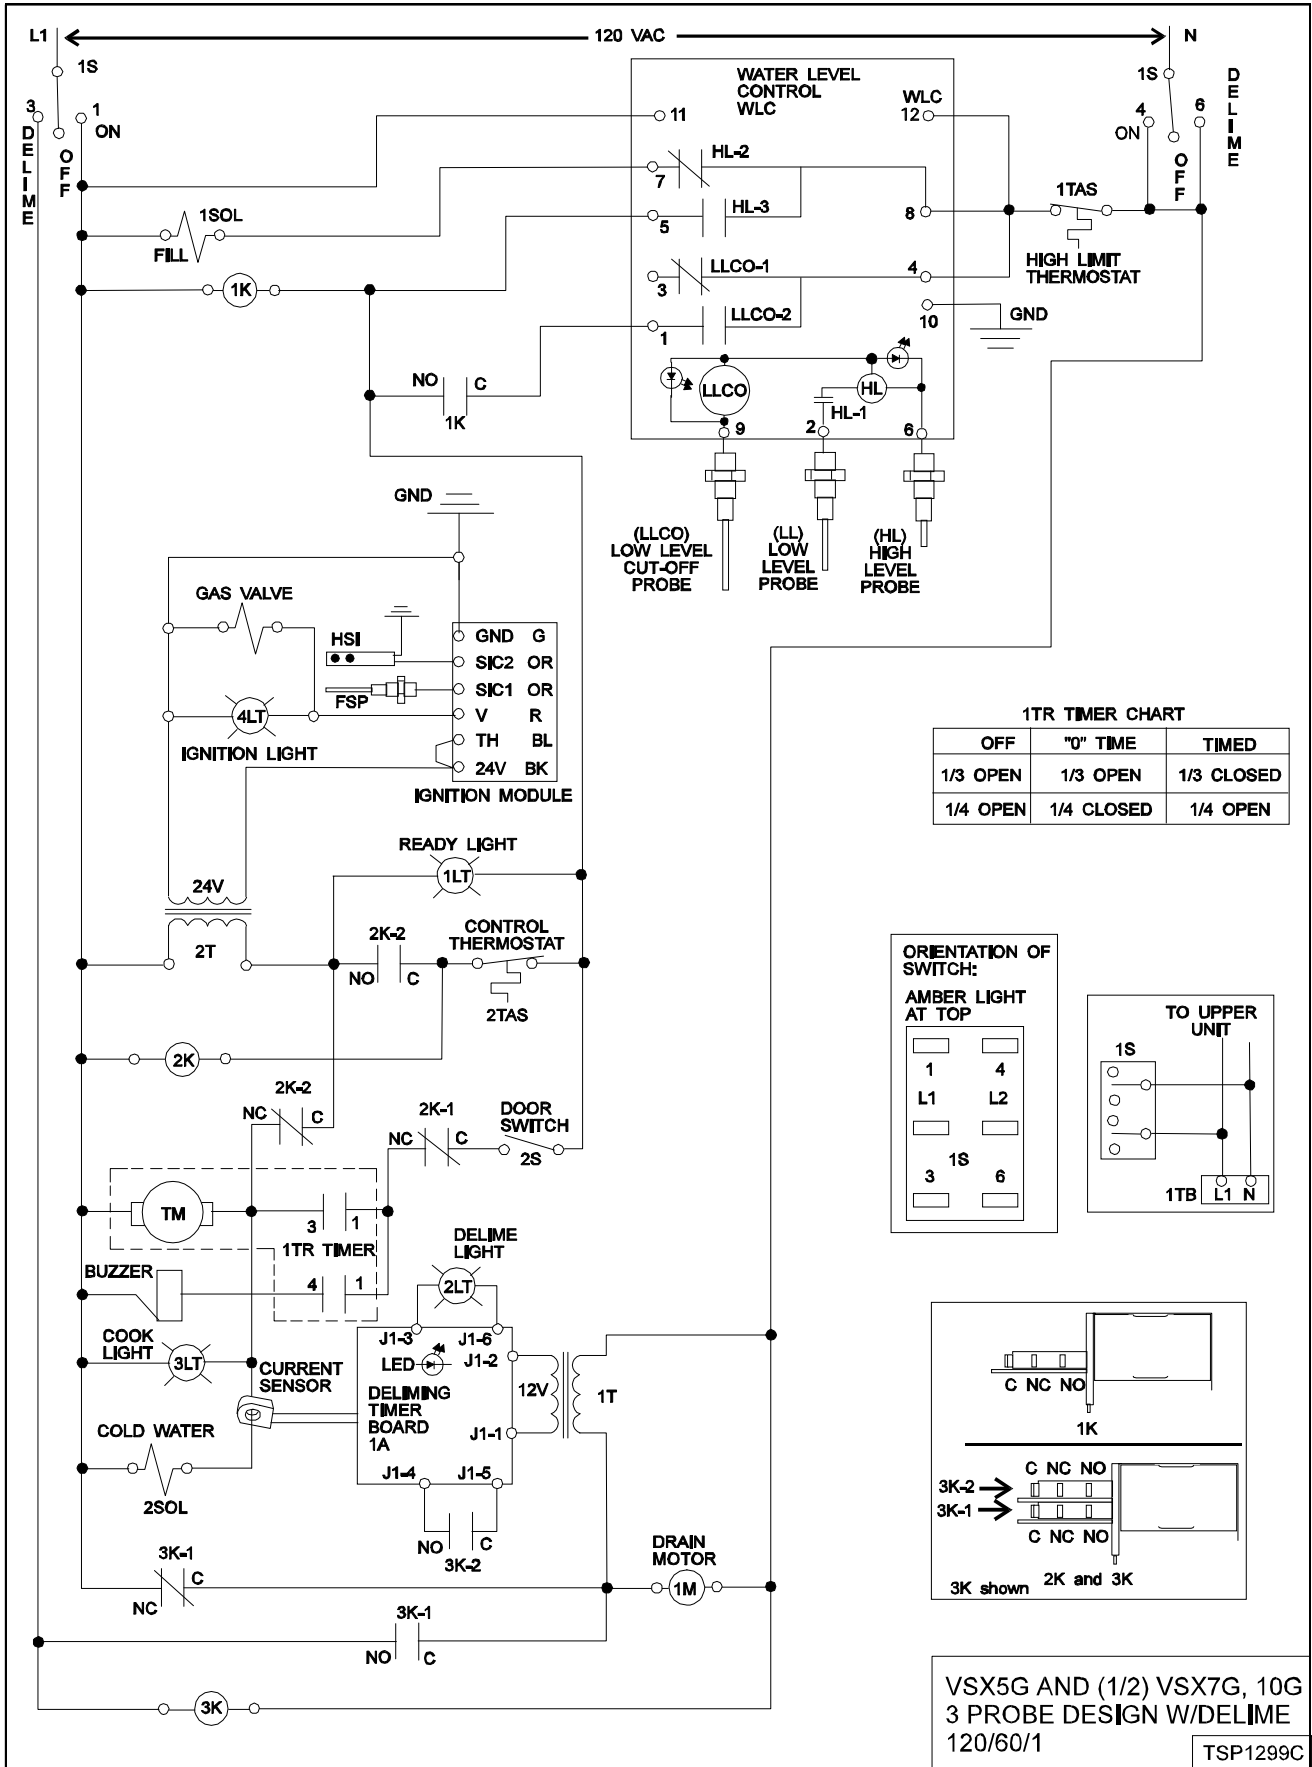 L1
120 VAC
N
1S
1S
3
1
ON
DELIME
OFF
WATER LEVEL
CONTROL
WLC
WLC
11
12
4
ON
6
OFF
DELIME
7
HL-2
1SOL
FILL
5
HL-3
8
1TAS
HIGH LIMIT
THERMOSTAT
1K
3
LLCO-1
4
1
LLCO-2
10
GND
NO
C
1K
LLCO
HL
HL-1
9
2
6
GND
(LLCO)
LOW LEVEL
CUT-OFF
PROBE
(LL)
LOW
LEVEL
PROBE
(HL)
HIGH
LEVEL
PROBE
GAS VALVE
HSI
FSP
GND G
SIC2 OR
SIC1 OR
V R
TH BL
24V BK
IGNITION MODULE
4LT
IGNITION LIGHT
1TR TIMER CHART
OFF "0" TIME TIMED
1/3 OPEN 1/3 OPEN 1/3 CLOSED
1/4 OPEN 1/4 CLOSED 1/4 OPEN
READY LIGHT
1LT
24V
2T
2K-2
NO
C
CONTROL
THERMOSTAT
2TAS
2K
2K-2
NC
C
2K-1
NC
C
DOOR
SWITCH
2S
ORIENTATION OF
SWITCH:
AMBER LIGHT
AT TOP
1 4
L1 L2
1S
3 6
TO UPPER
UNIT
1S
1TB
L1 N
TM
3
1
1TR TIMER
BUZZER
4
1
DELIME
LIGHT
2LT
COOK
LIGHT
3LT
CURRENT
SENSOR
J1-3
J1-6
LED
J1-2
DELIMING
TIMER
BOARD
1A
12V
1T
J1-1
J1-4
J1-5
COLD WATER
2SOL
NO
C
3K-2
3K-1
C
NC
DRAIN
MOTOR
1M
3K-1
NO
C
3K
C NC NO
1K
C NC NO
3K-2
3K-1
C NC NO
3K shown
2K and 3K
VSX5G AND (1/2) VSX7G, 10G
3 PROBE DESIGN W/DELIME
120/60/1
TSP1299C